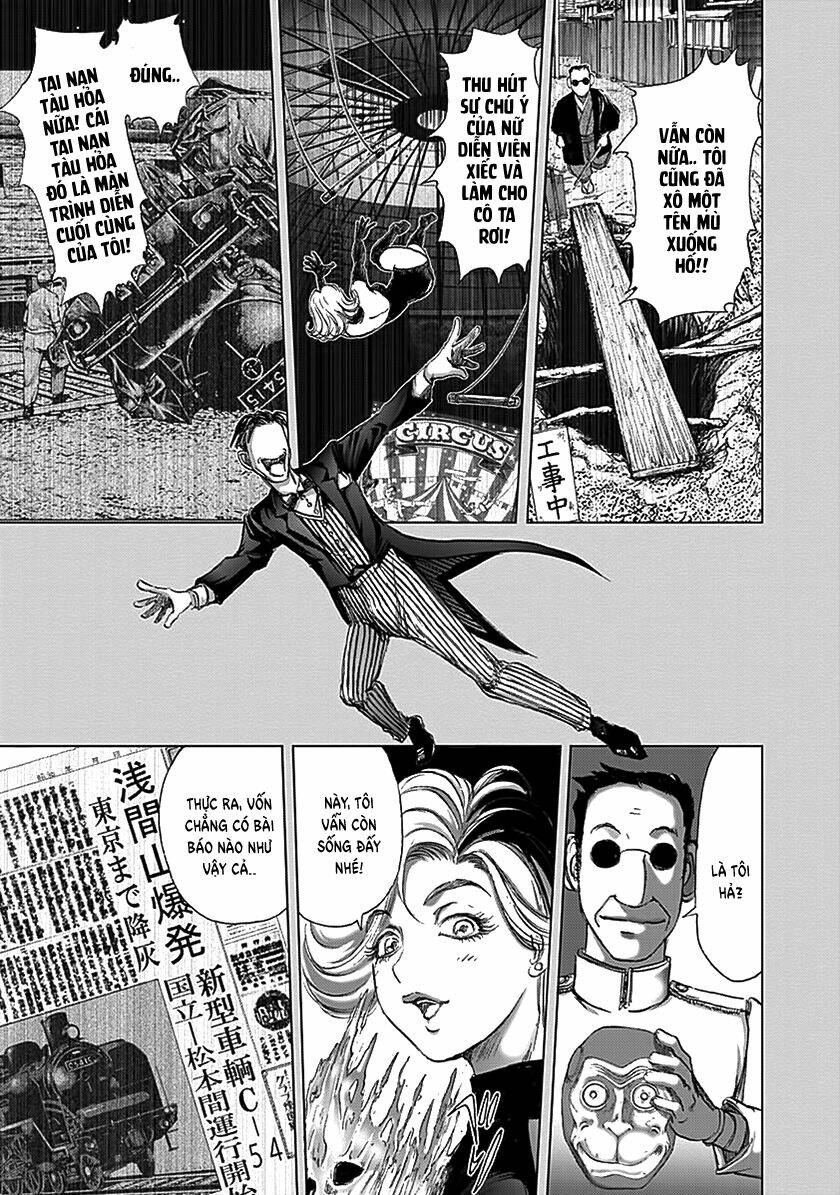 VẪN CÒN
NỮA.. TÔI
CŨNG ĐÃ
XÔ MỘT
TÊN MÙ
XUỐNG
HỐ!!
工事中
THU HÚT
SỰ CHÚ Ý
CỦA NỮ
DIỄN VIÊN
XIẾC VÀ
LÀM CHO
CÔ TA
RƠI!
CIRCUS
ĐÚNG..
TAI NẠN
TÀU HỎA
NỮA! CÁI
TAI NẠN
TÀU HỎA
ĐÓ LÀ MÀN
TRÌNH DIỄN
CUỐI CÙNG
CỦA TÔI!
5415
LÀ TÔI
HẢ?
NÀY, TÔI
VẪN CÒN
SỐNG ĐẤY
NHÉ!
THỰC RA, VỐN
CHẲNG CÓ BÀI
BÁO NÀO NHƯ
VẬY CẢ..
浅間山爆発
東京まで降灰
新型車輌C-54
国立-松本間運行開始